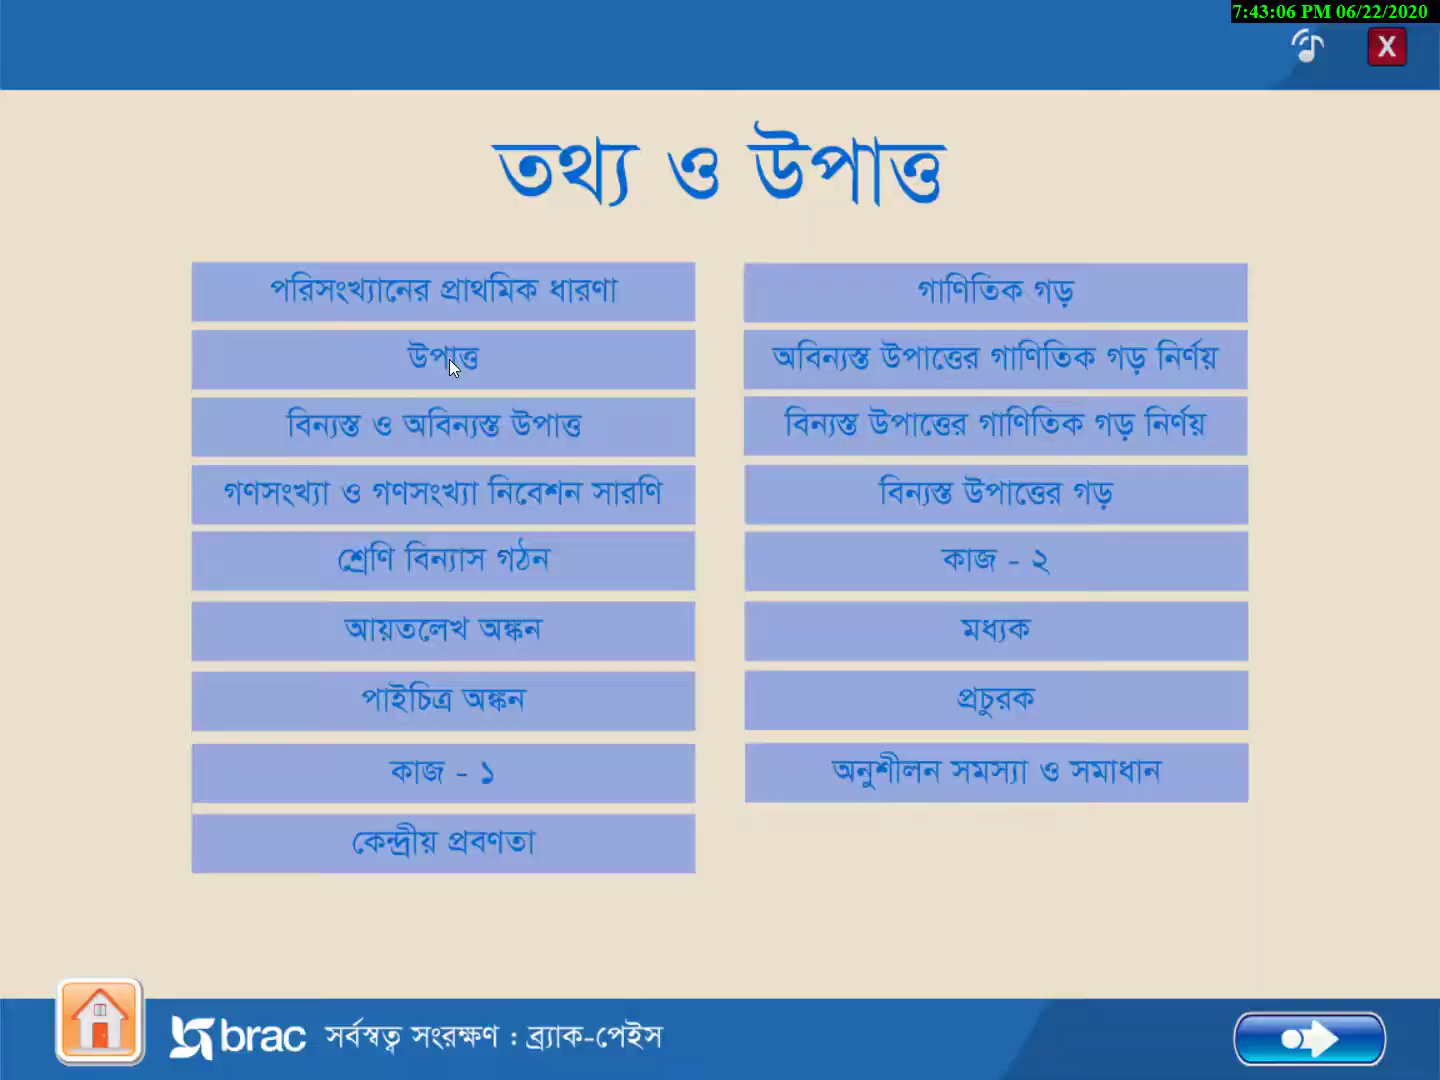 7:43:06 PM 06/22/2020
X
তথ্য ও উপাত্ত
পরিসংখ্যানের প্রাথমিক ধারণা
উপাত্ত
বিন্যস্ত ও অবিন্যস্ত উপাত্ত
গণসংখ্যা ও গণসংখ্যা নিবেশন সারণি
শ্রেণি বিন্যাস গঠন
আয়তলেখ অঙ্কন
পাইচিত্র অঙ্কন
কাজ - ১
কেন্দ্রীয় প্রবণতা
গাণিতিক গড়
অবিন্যস্ত উপাত্তের গাণিতিক গড় নির্ণয়
বিন্যস্ত উপাত্তের গাণিতিক গড় নির্ণয়
বিন্যস্ত উপাত্তের গড়
কাজ - ২
মধ্যক
প্রচুরক
অনুশীলন সমস্যা ও সমাধান
brac সর্বস্বত্ব সংরক্ষণ : ব্র্যাক-পেইস